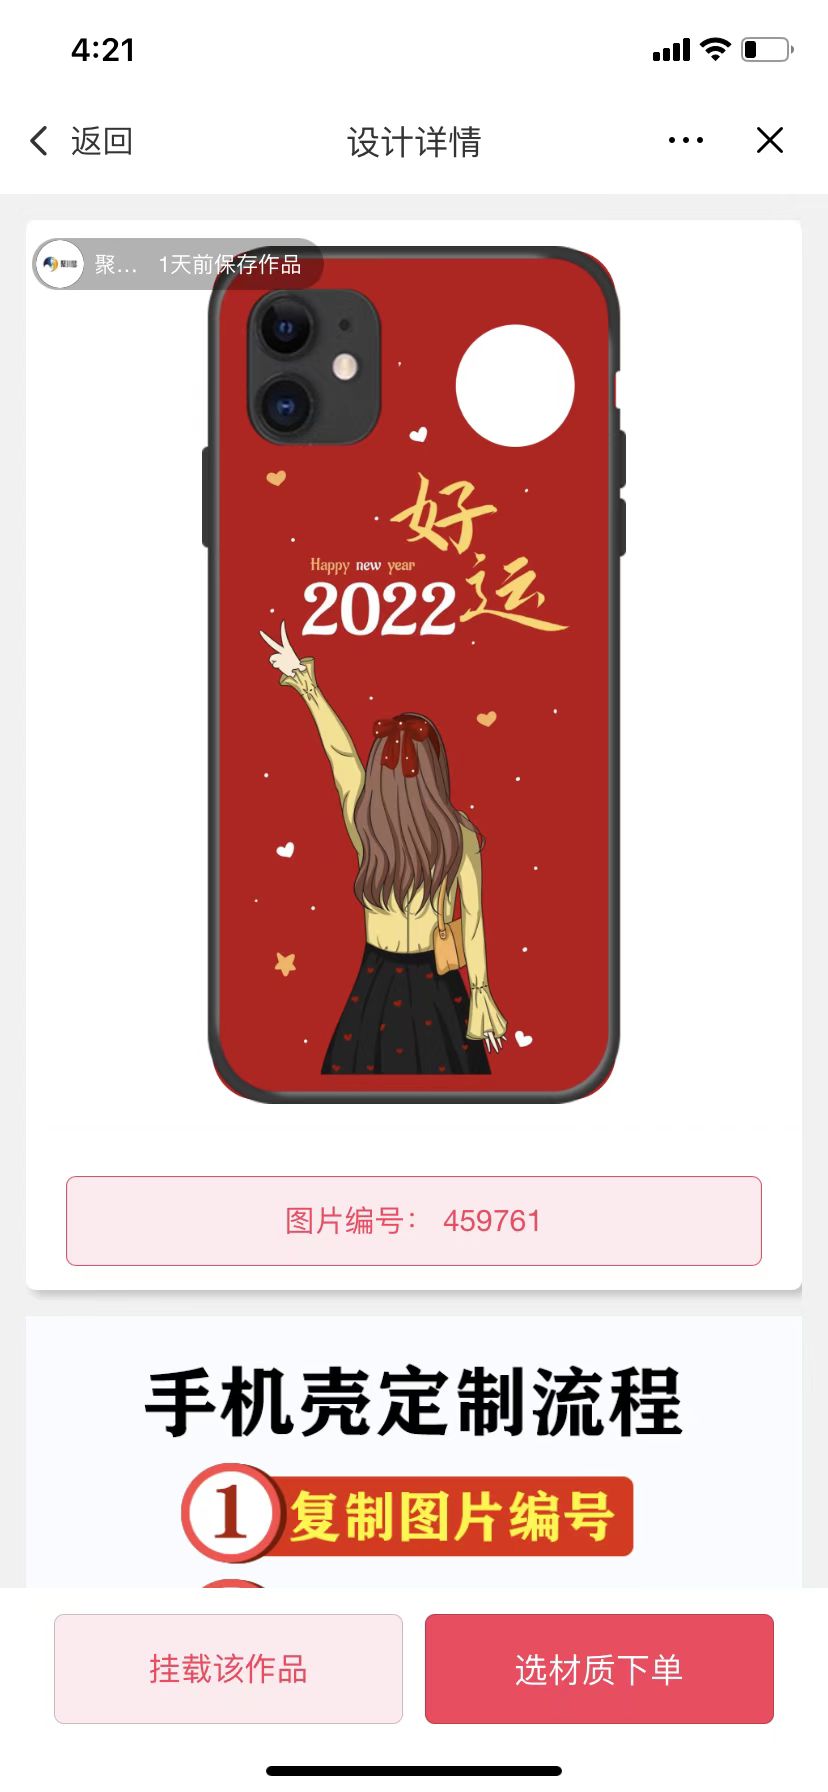 4:21
返回
设计详情
聚... 1天前保存作品
好运
Happy new year
2022
图片编号： 459761
手机壳定制流程
1 复制图片编号
挂载该作品
选材质下单